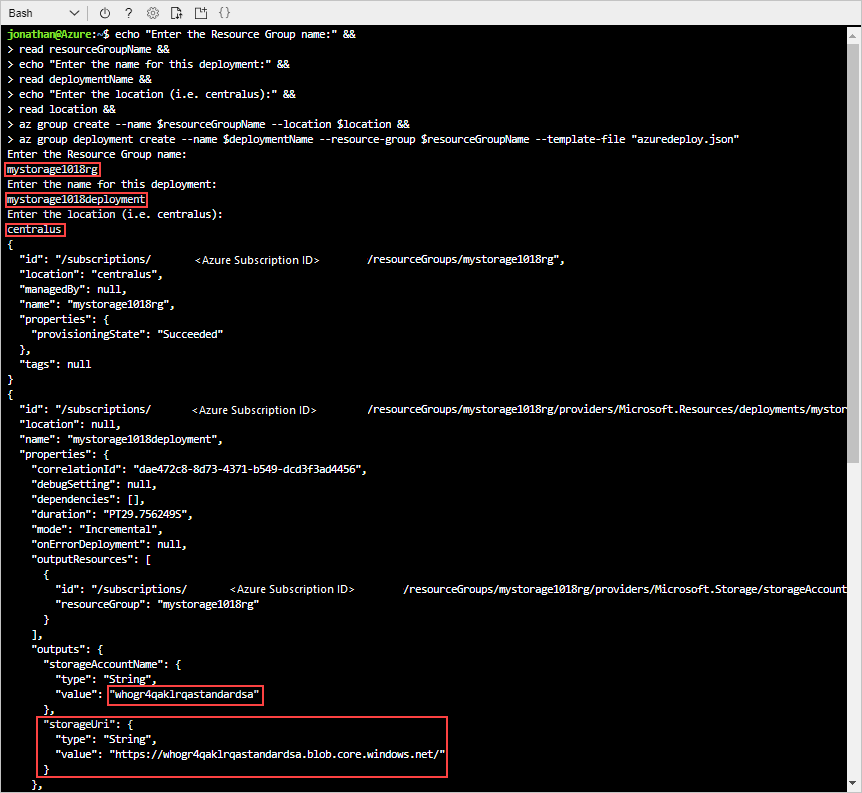 Bash
? {}
jonathan@Azure:~$ echo "Enter the Resource Group name:" &&
> read resourceGroupName &&
> echo "Enter the name for this deployment:" &&
> read deploymentName &&
> echo "Enter the location (i.e. centralus):" &&
> read location &&
> az group create --name $resourceGroupName --location $location &&
> az group deployment create --name $deploymentName --resource-group $resourceGroupName --template-file "azuredeploy.json"
Enter the Resource Group name:
mystorage1018rg
Enter the name for this deployment:
mystorage1018deployment
Enter the location (i.e. centralus):
centralus
{
  "id": "/subscriptions/ <Azure Subscription ID> /resourceGroups/mystorage1018rg",
  "location": "centralus",
  "managedBy": null,
  "name": "mystorage1018rg",
  "properties": {
    "provisioningState": "Succeeded"
  },
  "tags": null
}
{
  "id": "/subscriptions/ <Azure Subscription ID> /resourceGroups/mystorage1018rg/providers/Microsoft.Resources/deployments/mystor
  "location": null,
  "name": "mystorage1018deployment",
  "properties": {
    "correlationId": "dae472c8-8d73-4371-b549-dcd3f3ad4456",
    "debugSetting": null,
    "dependencies": [],
    "duration": "PT29.756249S",
    "mode": "Incremental",
    "onErrorDeployment": null,
    "outputResources": [
      {
        "id": "/subscriptions/ <Azure Subscription ID> /resourceGroups/mystorage1018rg/providers/Microsoft.Storage/storageAccount
        "resourceGroup": "mystorage1018rg"
      }
    ],
    "outputs": {
      "storageAccountName": {
        "type": "String",
        "value": "whogr4qaklrqastandardsa"
      },
      "storageUri": {
        "type": "String",
        "value": "https://whogr4qaklrqastandardsa.blob.core.windows.net/"
      }
    },